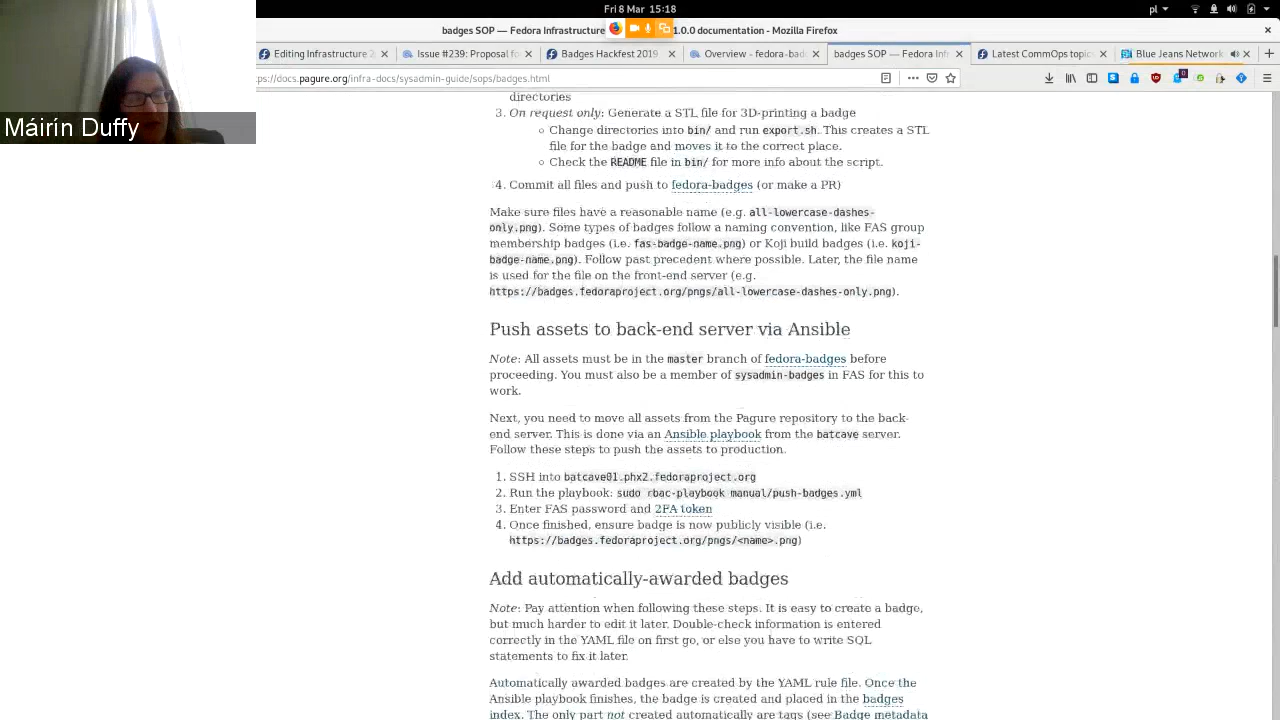 Fri 8 Mar 15:18
pl
badges SOP — Fedora Infrastru
1.0.0 documentation - Mozilla Firefox
Editing Infrastructure 2
Issue #239: Proposal fo
Badges Hackfest 2019
Overview - fedora-bad
badges SOP — Fedora Inf
Latest CommOps topic
Blue Jeans Network
ps://docs.pagure.org/infra-docs/sysadmin-guide/sops/badges.html
0
Máirín Duffy
directories
3. On request only: Generate a STL file for 3D-printing a badge
Change directories into bin/ and run export.sh. This creates a STL
file for the badge and moves it to the correct place.
Check the README file in bin/ for more info about the script.
4. Commit all files and push to fedora-badges (or make a PR)
Make sure files have a reasonable name (e.g. all-lowercase-dashes-
only.png). Some types of badges follow a naming convention, like FAS group
membership badges (i.e. fas-badge-name.png) or Koji build badges (i.e. koji-
badge-name.png). Follow past precedent where possible. Later, the file name
is used for the file on the front-end server (e.g.
https://badges.fedoraproject.org/pngs/all-lowercase-dashes-only.png).
Push assets to back-end server via Ansible
Note: All assets must be in the master branch of fedora-badges before
proceeding. You must also be a member of sysadmin-badges in FAS for this to
work.
Next, you need to move all assets from the Pagure repository to the back-
end server. This is done via an Ansible playbook from the batcave server.
Follow these steps to push the assets to production.
1. SSH into batcave01.phx2.fedoraproject.org
2. Run the playbook: sudo rbac-playbook manual/push-badges.yml
3. Enter FAS password and 2FA token
4. Once finished, ensure badge is now publicly visible (i.e.
https://badges.fedoraproject.org/pngs/<name>.png)
Add automatically-awarded badges
Note: Pay attention when following these steps. It is easy to create a badge,
but much harder to edit it later. Double-check information is entered
correctly in the YAML file on first go, or else you have to write SQL
statements to fix it later.
Automatically awarded badges are created by the YAML rule file. Once the
Ansible playbook finishes, the badge is created and placed in the badges
index. The only part not created automatically are tags (see Badge metadata